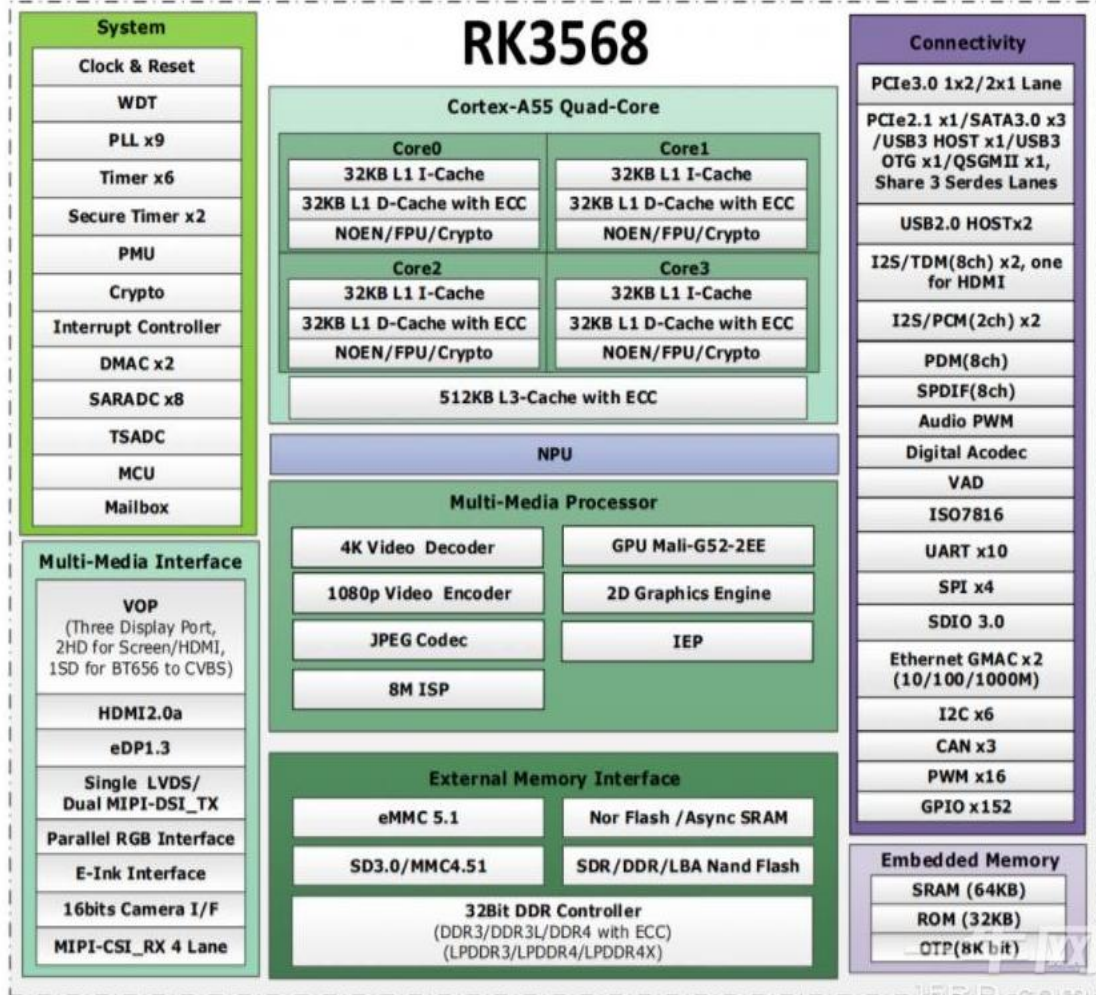 RK3568
System
Clock & Reset
WDT
PLL x9
Timer x6
Secure Timer x2
PMU
Crypto
Interrupt Controller
DMAC x2
SARADC x8
TSADC
MCU
Mailbox
Multi-Media Interface
VOP
(Three Display Port,
2HD for Screen/HDMI,
1SD for BT656 to CVBS)
HDMI2.0a
eDP1.3
Single LVDS/
Dual MIPI-DSI_TX
Parallel RGB Interface
E-Ink Interface
16bits Camera I/F
MIPI-CSI_RX 4 Lane
Cortex-A55 Quad-Core
Core0
32KB L1 I-Cache
32KB L1 D-Cache with ECC
NOEN/FPU/Crypto
Core1
32KB L1 I-Cache
32KB L1 D-Cache with ECC
NOEN/FPU/Crypto
Core2
32KB L1 I-Cache
32KB L1 D-Cache with ECC
NOEN/FPU/Crypto
Core3
32KB L1 I-Cache
32KB L1 D-Cache with ECC
NOEN/FPU/Crypto
512KB L3-Cache with ECC
NPU
Multi-Media Processor
4K Video Decoder
1080p Video Encoder
JPEG Codec
8M ISP
GPU Mali-G52-2EE
2D Graphics Engine
IEP
External Memory Interface
eMMC 5.1
Nor Flash /Async SRAM
SD3.0/MMC4.51
SDR/DDR/LBA Nand Flash
32Bit DDR Controller
(DDR3/DDR3L/DDR4 with ECC)
(LPDDR3/LPDDR4/LPDDR4X)
Connectivity
PCIe3.0 1x2/2x1 Lane
PCIe2.1 x1/SATA3.0 x3
/USB3 HOST x1/USB3
OTG x1/QSGMII x1,
Share 3 Serdes Lanes
USB2.0 HOSTx2
I2S/TDM(8ch) x2, one
for HDMI
I2S/PCM(2ch) x2
PDM(8ch)
SPDIF(8ch)
Audio PWM
Digital Acodec
VAD
ISO7816
UART x10
SPI x4
SDIO 3.0
Ethernet GMAC x2
(10/100/1000M)
I2C x6
CAN x3
PWM x16
GPIO x152
Embedded Memory
SRAM (64KB)
ROM (32KB)
OTP(8K bit)